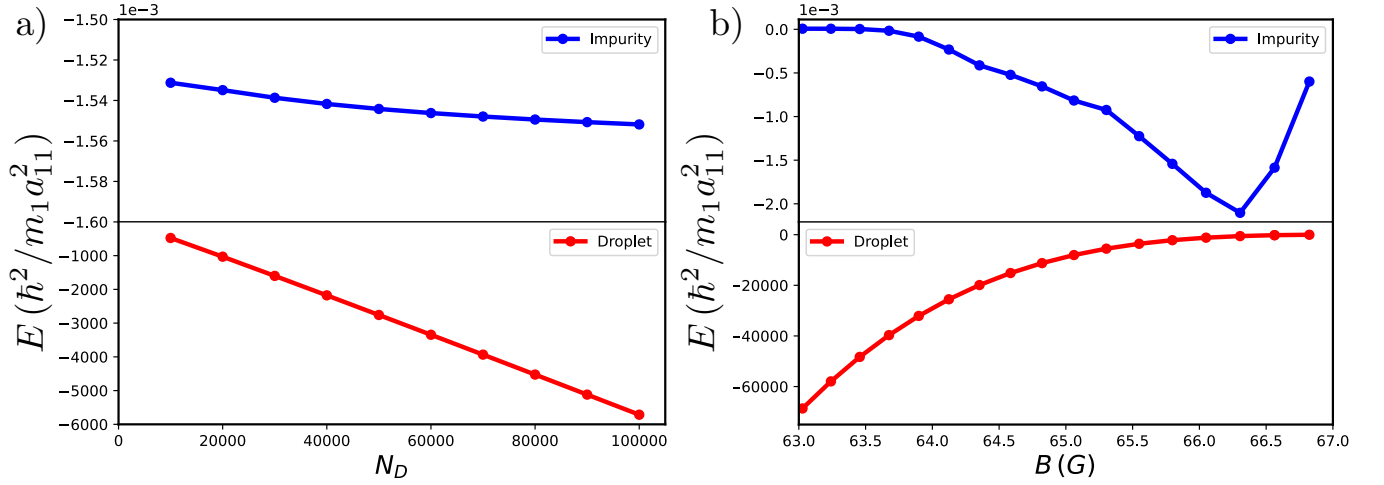 a)
1e−3
−1.50
−1.52
−1.54
−1.56
−1.58
−1.60
Impurity
−1000
−2000
−3000
−4000
−5000
−6000
Droplet
0 20000 40000 60000 80000 100000
N_D
E (ħ²/m₁a²₁₁)
b)
1e−3
0.0
−0.5
−1.0
−1.5
−2.0
Impurity
0
−20000
−40000
−60000
Droplet
63.0 63.5 64.0 64.5 65.0 65.5 66.0 66.5 67.0
B (G)
E (ħ²/m₁a²₁₁)